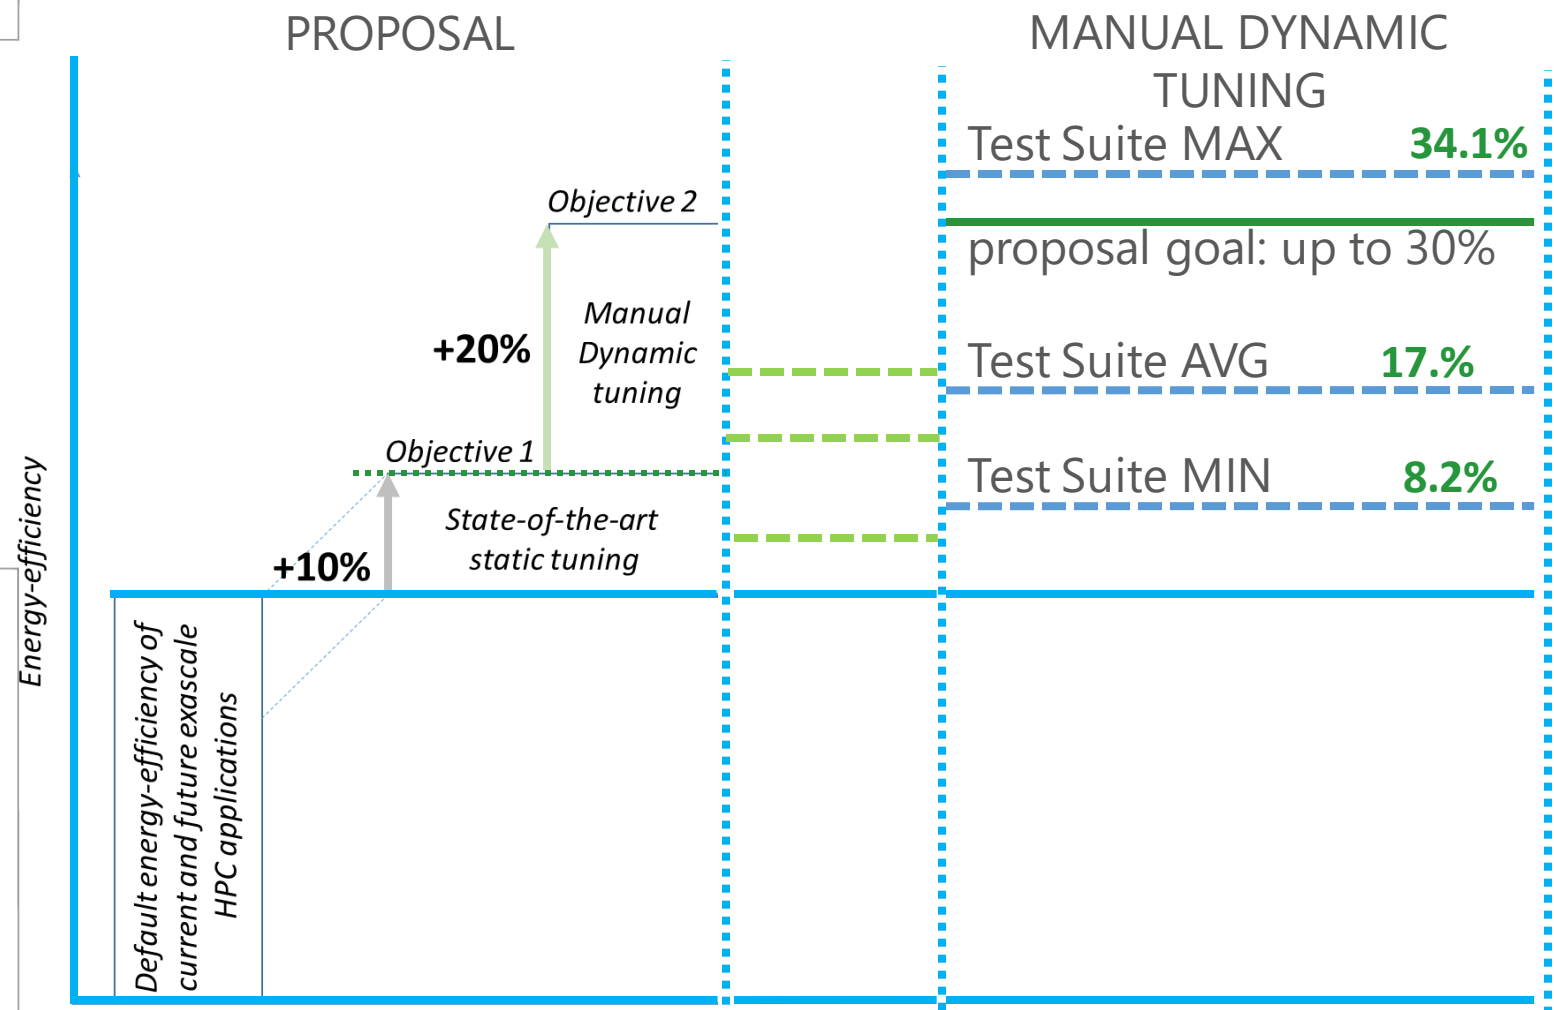 PROPOSAL
MANUAL DYNAMIC
TUNING
Test Suite MAX 34.1%
proposal goal: up to 30%
Test Suite AVG 17.%
Test Suite MIN 8.2%
Objective 2
Manual
Dynamic
tuning
+20%
Objective 1
State-of-the-art
static tuning
+10%
Energy-efficiency
Default energy-efficiency of
current and future exascale
HPC applications